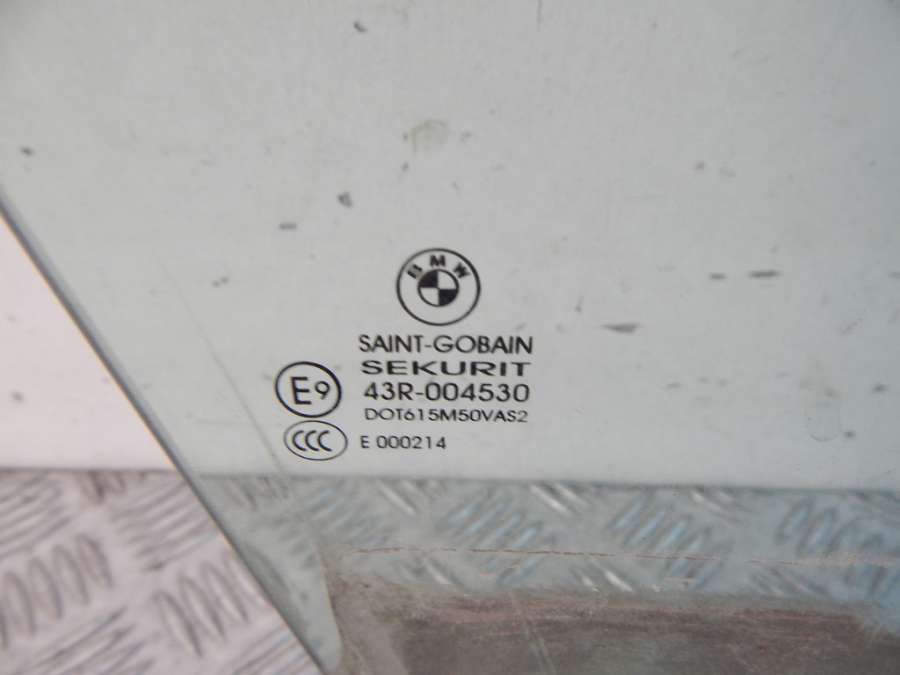 BMW
SAINT-GOBAIN
SEKURIT
E9 43R-004530
DOT615M50VAS2
CCC E 000214